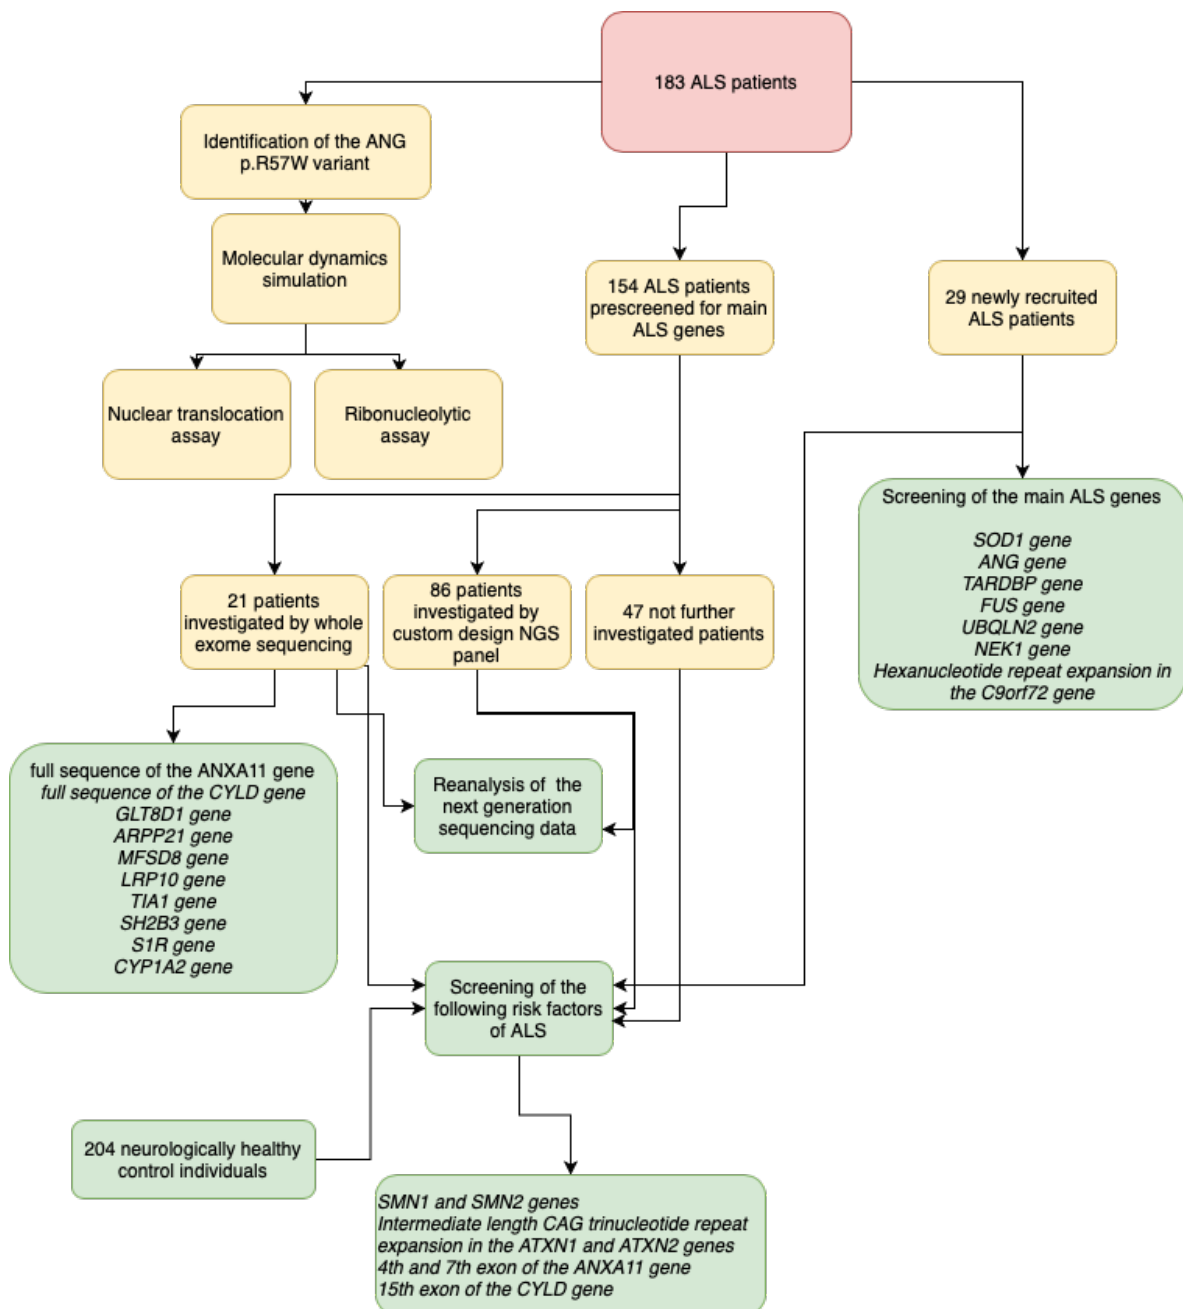 183 ALS patients
Identification of the ANG
p.R57W variant
Molecular dynamics
simulation
154 ALS patients
prescreened for main
ALS genes
29 newly recruited
ALS patients
Nuclear translocation
assay
Ribonucleolytic
assay
Screening of the main ALS genes
SOD1 gene
ANG gene
TARDBP gene
FUS gene
UBQLN2 gene
NEK1 gene
Hexanucleotide repeat expansion in
the C9orf72 gene
21 patients
investigated by whole
exome sequencing
86 patients
investigated by
custom design NGS
panel
47 not further
investigated patients
full sequence of the ANXA11 gene
full sequence of the CYLD gene
GLT8D1 gene
ARPP21 gene
MFSD8 gene
LRP10 gene
TIA1 gene
SH2B3 gene
S1R gene
CYP1A2 gene
Reanalysis of the
next generation
sequencing data
Screening of the
following risk factors
of ALS
204 neurologically healthy
control individuals
SMN1 and SMN2 genes
Intermediate length CAG trinucleotide repeat
expansion in the ATXN1 and ATXN2 genes
4th and 7th exon of the ANXA11 gene
15th exon of the CYLD gene